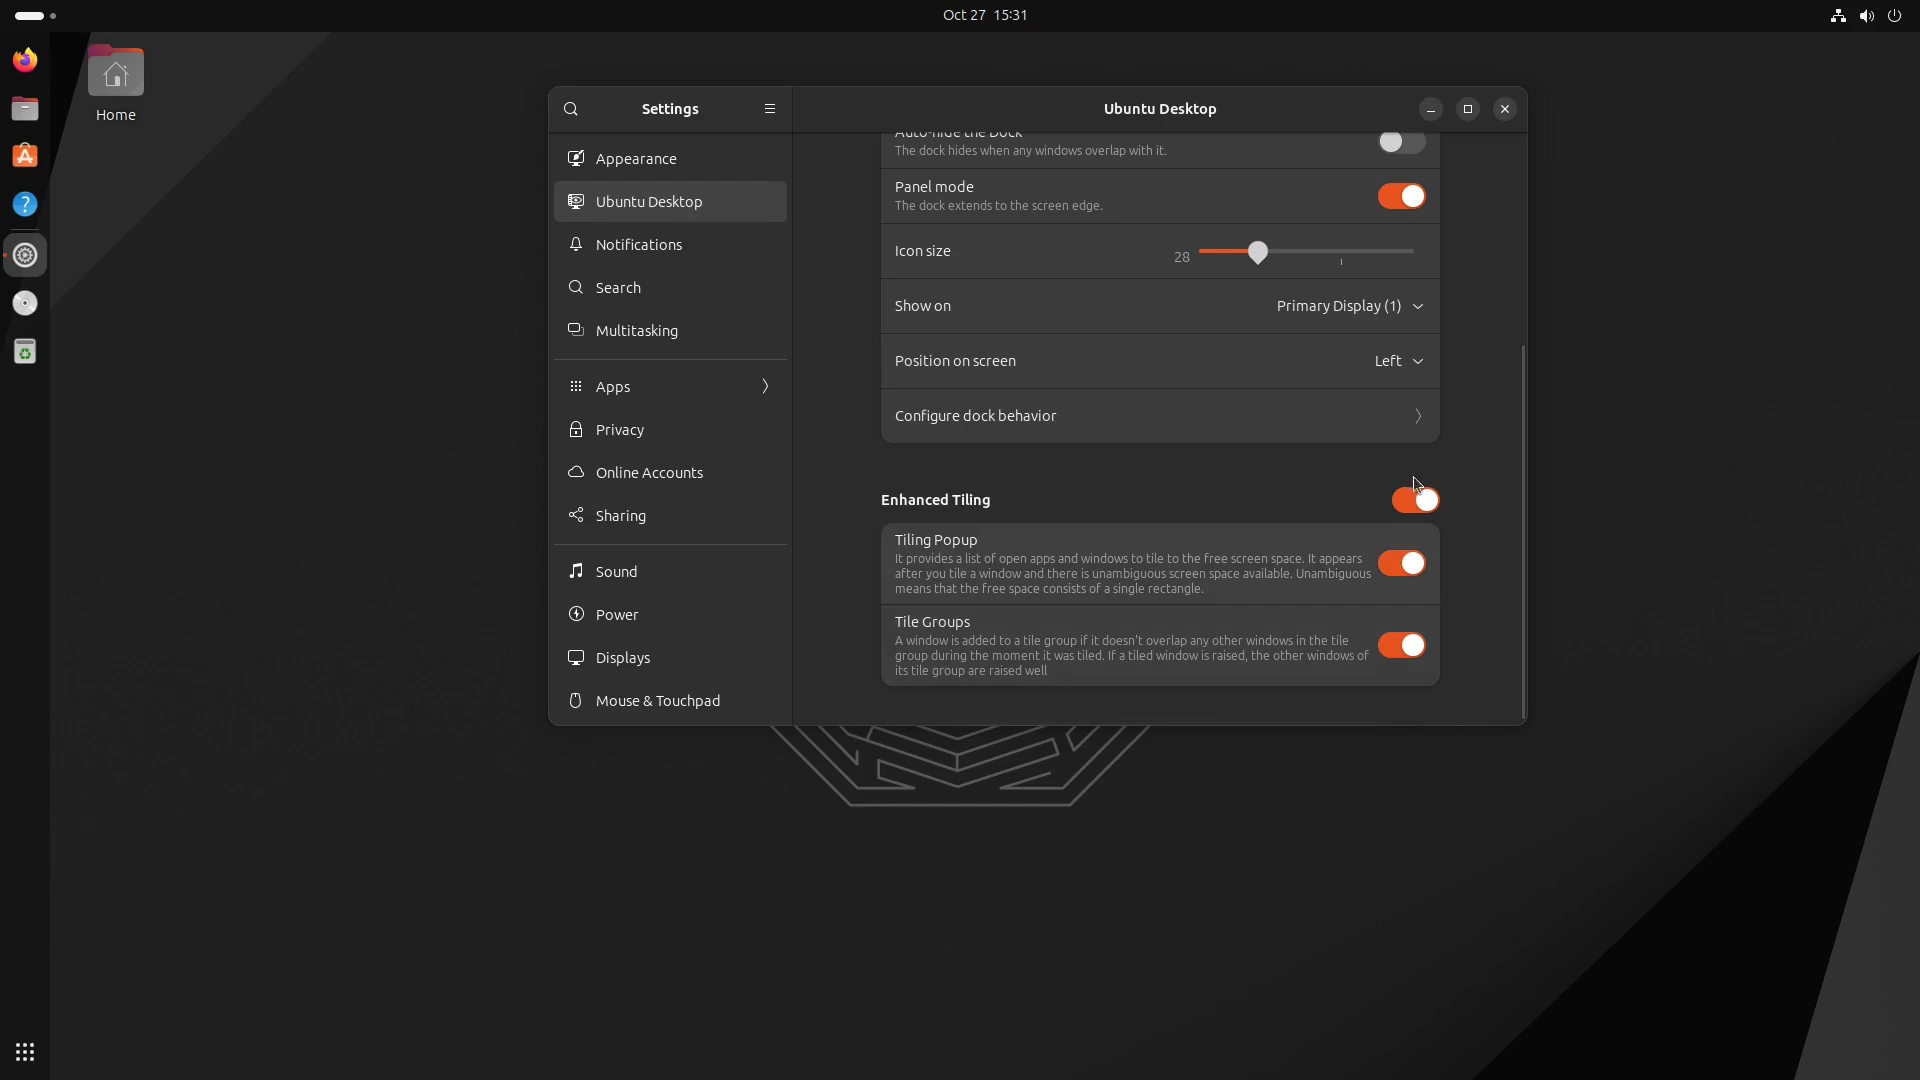 Oct 27 15:31
Home
Settings
Ubuntu Desktop
Appearance
Ubuntu Desktop
Notifications
Search
Multitasking
Apps
Privacy
Online Accounts
Sharing
Sound
Power
Displays
Mouse & Touchpad
Auto-hide the Dock
The dock hides when any windows overlap with it.
Panel mode
The dock extends to the screen edge.
Icon size
28
Show on
Primary Display (1)
Position on screen
Left
Configure dock behavior
Enhanced Tiling
Tiling Popup
It provides a list of open apps and windows to tile to the free screen space. It appears
after you tile a window and there is unambiguous screen space available. Unambiguous
means that the free space consists of a single rectangle.
Tile Groups
A window is added to a tile group if it doesn't overlap any other windows in the tile
group during the moment it was tiled. If a tiled window is raised, the other windows of
its tile group are raised well